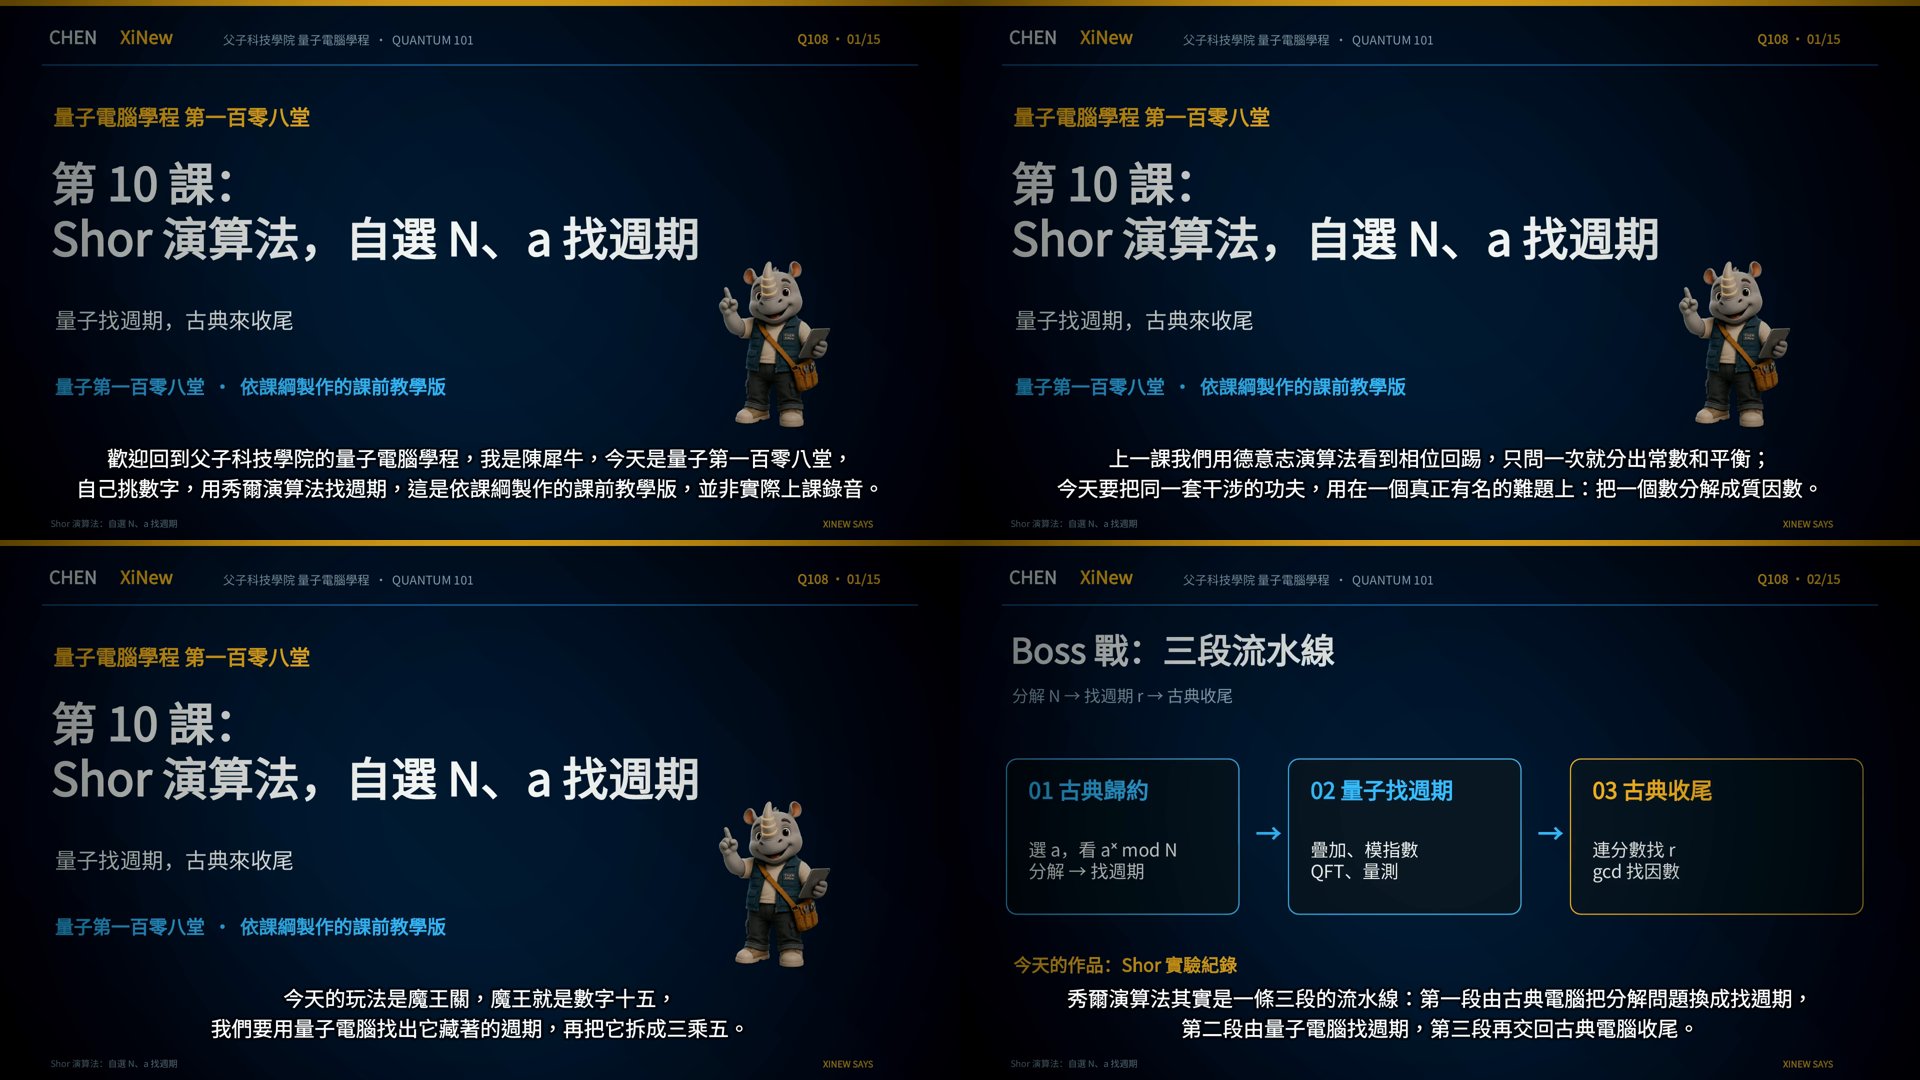 CHEN XiNew 父子科技學院 量子電腦學程 · QUANTUM 101 Q108 · 01/15
量子電腦學程 第一百零八堂
第 10 課：
Shor 演算法，自選 N、a 找週期
量子找週期，古典來收尾
量子第一百零八堂 · 依課綱製作的課前教學版
歡迎回到父子科技學院的量子電腦學程，我是陳犀牛，今天是量子第一百零八堂，
自己挑數字，用秀爾演算法找週期，這是依課綱製作的課前教學版，並非實際上課錄音。
Shor 演算法：自選 N、a 找週期 XINEW SAYS
CHEN XiNew 父子科技學院 量子電腦學程 · QUANTUM 101 Q108 · 01/15
量子電腦學程 第一百零八堂
第 10 課：
Shor 演算法，自選 N、a 找週期
量子找週期，古典來收尾
量子第一百零八堂 · 依課綱製作的課前教學版
上一課我們用德意志演算法看到相位回踢，只問一次就分出常數和平衡；
今天要把同一套干涉的功夫，用在一個真正有名的難題上：把一個數分解成質因數。
Shor 演算法：自選 N、a 找週期 XINEW SAYS
CHEN XiNew 父子科技學院 量子電腦學程 · QUANTUM 101 Q108 · 01/15
量子電腦學程 第一百零八堂
第 10 課：
Shor 演算法，自選 N、a 找週期
量子找週期，古典來收尾
量子第一百零八堂 · 依課綱製作的課前教學版
今天的玩法是魔王關，魔王就是數字十五，
我們要用量子電腦找出它藏著的週期，再把它拆成三乘五。
Shor 演算法：自選 N、a 找週期 XINEW SAYS
CHEN XiNew 父子科技學院 量子電腦學程 · QUANTUM 101 Q108 · 02/15
Boss 戰：三段流水線
分解 N → 找週期 r → 古典收尾
01 古典歸約
選 a，看 aˣ mod N
分解 → 找週期
→
02 量子找週期
疊加、模指數
QFT、量測
→
03 古典收尾
連分數找 r
gcd 找因數
今天的作品：Shor 實驗紀錄
秀爾演算法其實是一條三段的流水線：第一段由古典電腦把分解問題換成找週期，
第二段由量子電腦找週期，第三段再交回古典電腦收尾。
Shor 演算法：自選 N、a 找週期 XINEW SAYS